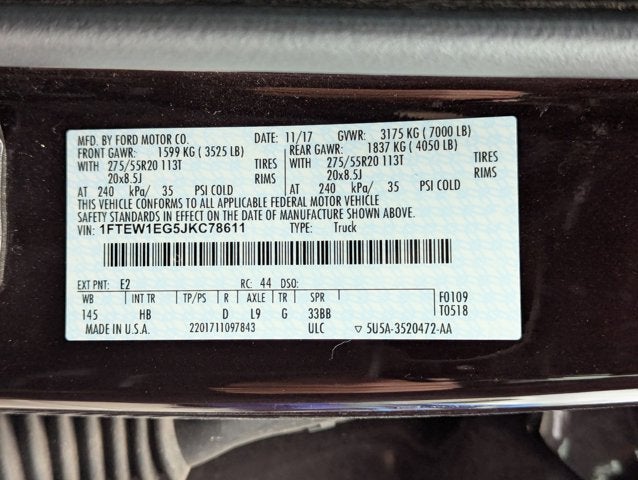 MFD. BY FORD MOTOR CO. DATE: 11/17 GVWR: 3175 KG ( 7000 LB)
FRONT GAWR: 1599 KG ( 3525 LB) REAR GAWR: 1837 KG ( 4050 LB)
WITH 275/55R20 113T TIRES WITH 275/55R20 113T TIRES
20x8.5J RIMS 20x8.5J RIMS
AT 240 kPa/ 35 PSI COLD AT 240 kPa/ 35 PSI COLD
THIS VEHICLE CONFORMS TO ALL APPLICABLE FEDERAL MOTOR VEHICLE
SAFETY STANDARDS IN EFFECT ON THE DATE OF MANUFACTURE SHOWN ABOVE.
VIN: 1FTEW1EG5JKC78611 TYPE: Truck
EXT PNT: E2 RC: 44 DSO:
WB INT TR TP/PS R AXLE TR SPR F0109
145 HB D L9 G 33BB T0518
MADE IN U.S.A. 2201711097843 ULC ▽ 5U5A-3520472-AA